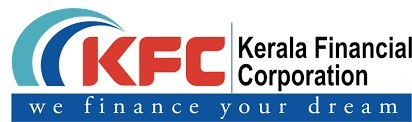 KFC
Kerala Financial
Corporation
we finance your dream